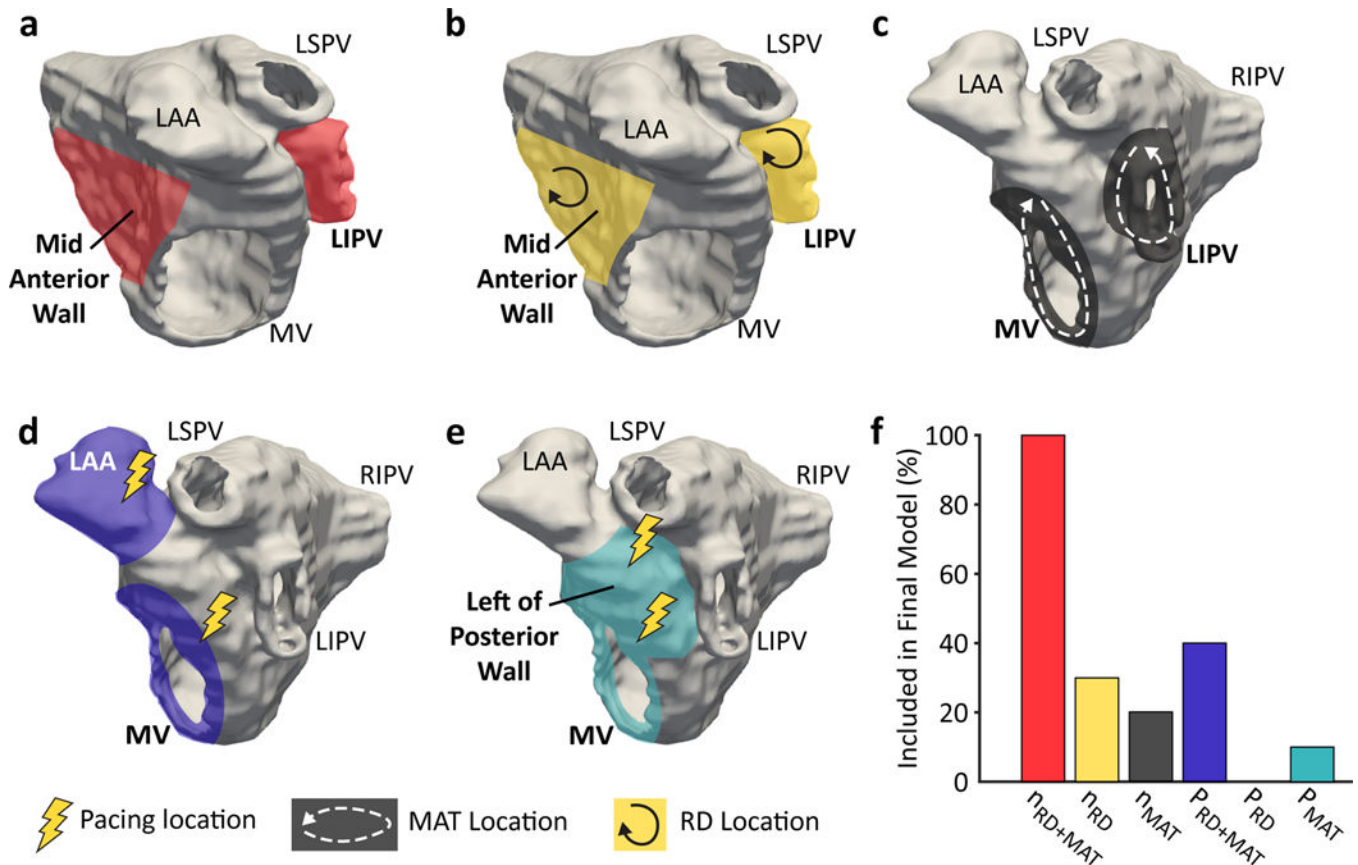 a
LSPV
LAA
Mid
Anterior
Wall
LIPV
MV
b
LSPV
LAA
Mid
Anterior
Wall
LIPV
MV
c
LSPV
LAA
RIPV
LIPV
MV
d
LSPV
LAA
RIPV
LIPV
MV
e
LSPV
LAA
RIPV
Left of
Posterior
Wall
LIPV
MV
f
Included in Final Model (%)
100
80
60
40
20
0
nRD+MAT
nRD
nMAT
PRD+MAT
PRD
PMAT
Pacing location
MAT Location
RD Location